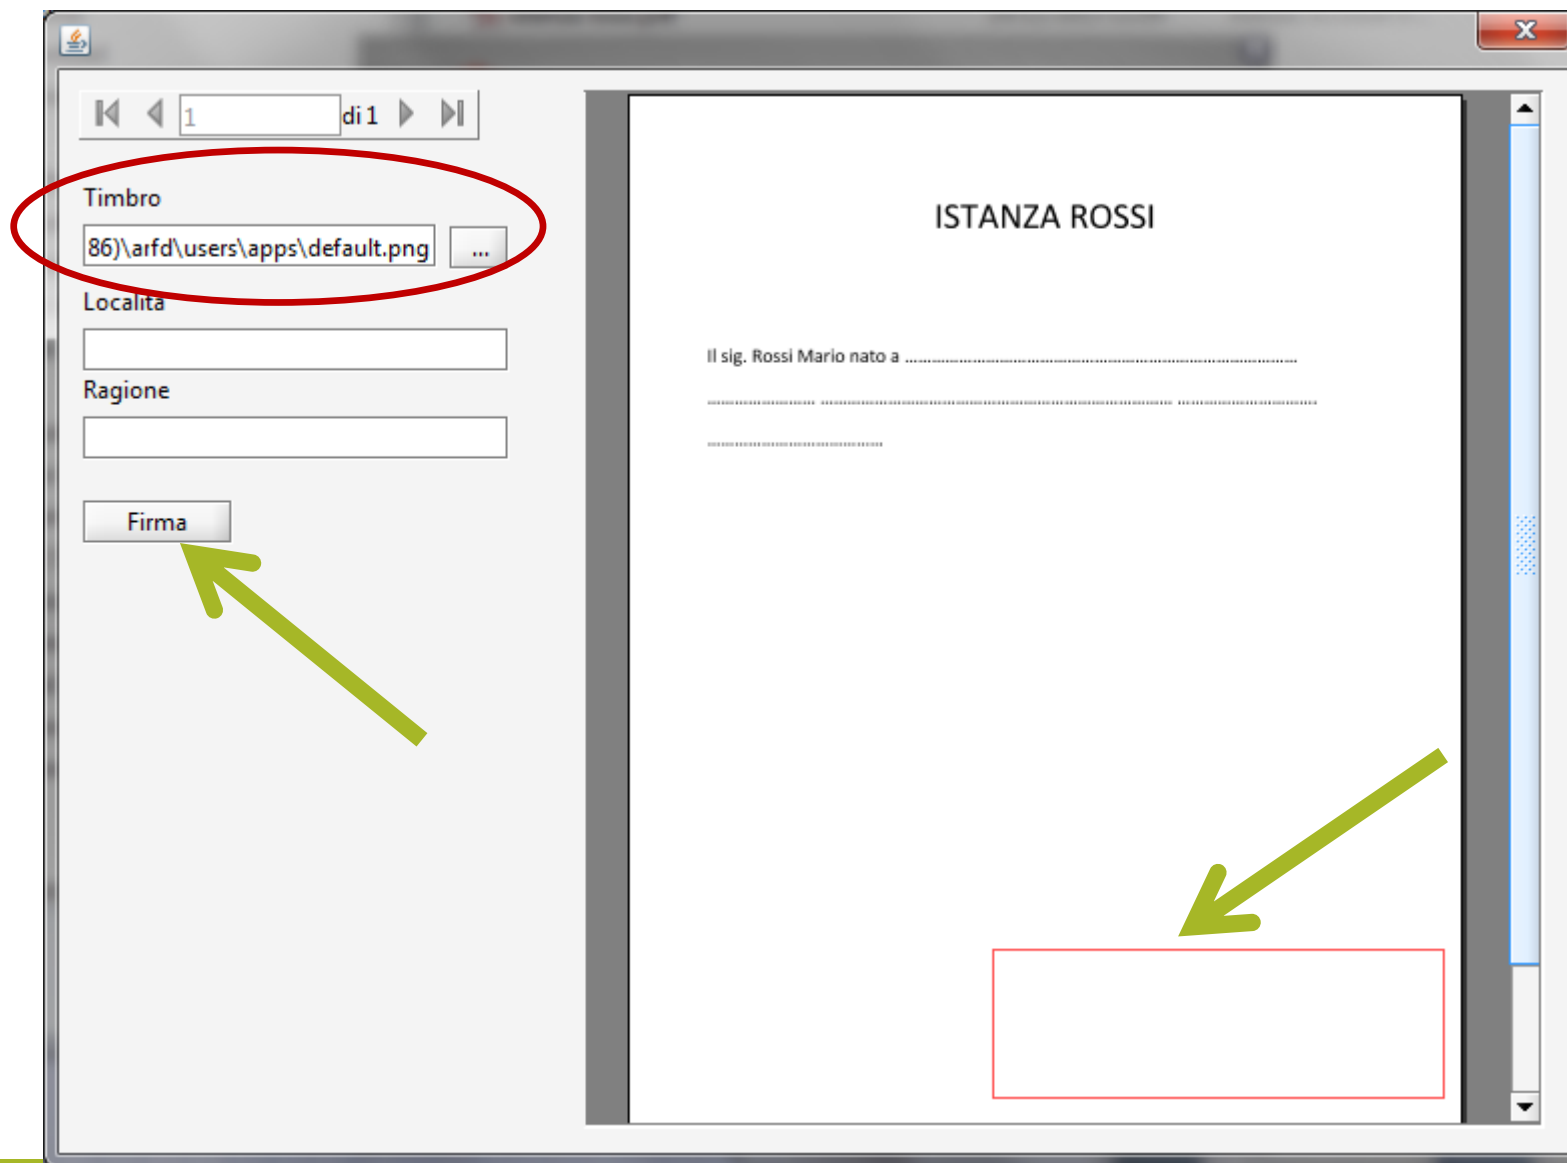 1 di 1
Timbro
86)\arfd\users\apps\default.png ...
Località
Ragione
Firma
ISTANZA ROSSI
Il sig. Rossi Mario nato a ................................................................................